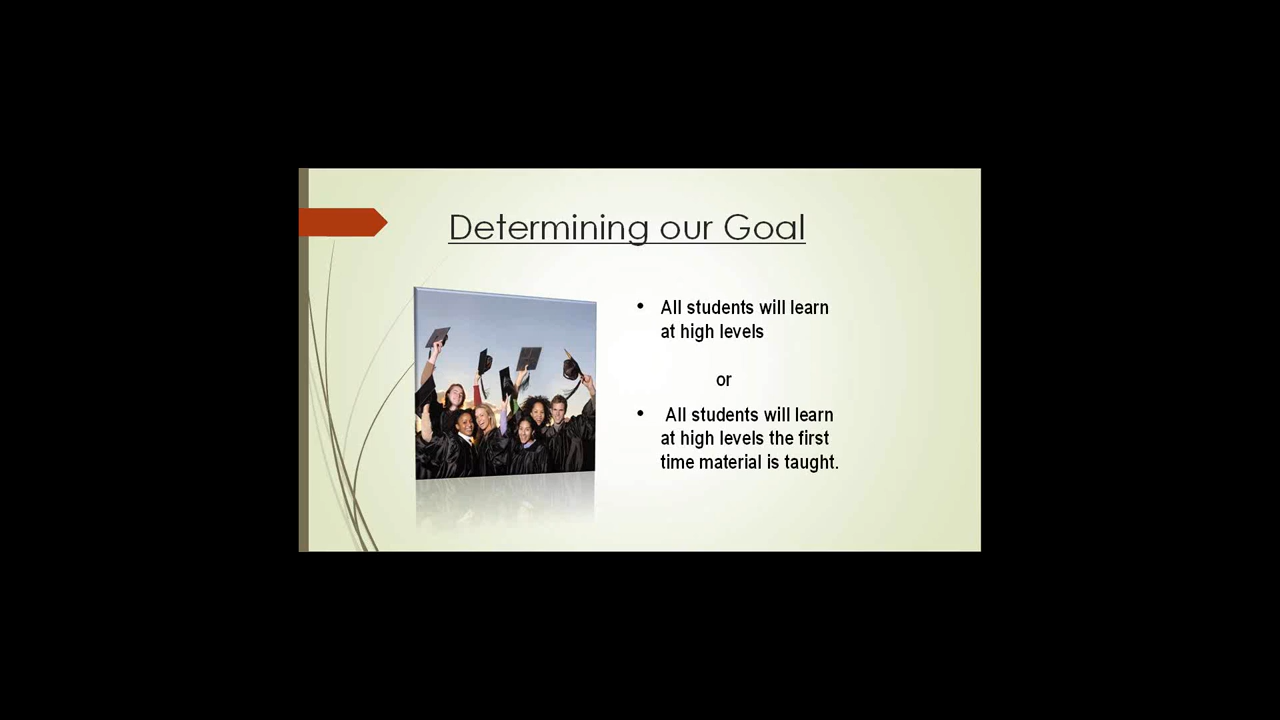 Determining our Goal
• All students will learn
at high levels
or
• All students will learn
at high levels the first
time material is taught.